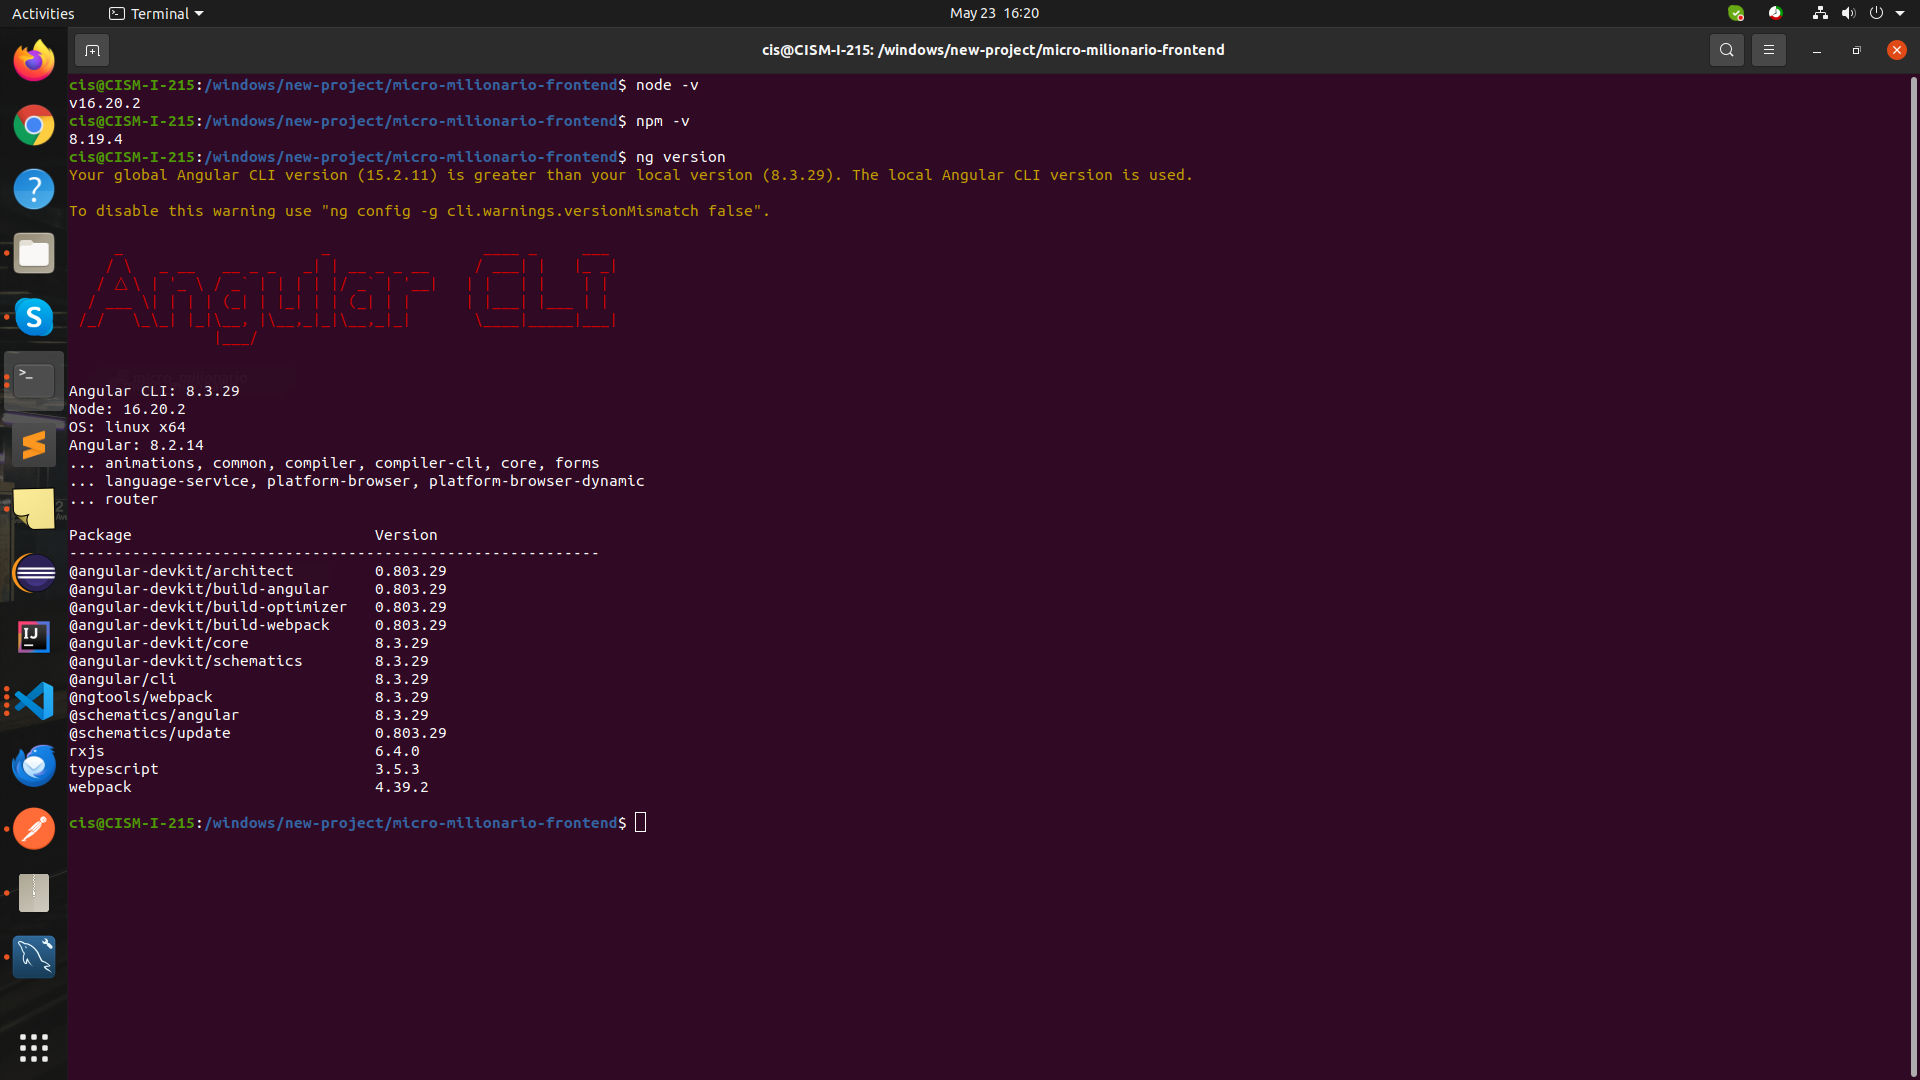 Activities
Terminal
May 23 16:20
cis@CISM-I-215: /windows/new-project/micro-milionario-frontend
cis@CISM-I-215:/windows/new-project/micro-milionario-frontend$ node -v
v16.20.2
cis@CISM-I-215:/windows/new-project/micro-milionario-frontend$ npm -v
8.19.4
cis@CISM-I-215:/windows/new-project/micro-milionario-frontend$ ng version
Your global Angular CLI version (15.2.11) is greater than your local version (8.3.29). The local Angular CLI version is used.
To disable this warning use "ng config -g cli.warnings.versionMismatch false".
Angular CLI
Angular CLI: 8.3.29
Node: 16.20.2
OS: linux x64
Angular: 8.2.14
... animations, common, compiler, compiler-cli, core, forms
... language-service, platform-browser, platform-browser-dynamic
... router
Package Version
-----------------------------------------------------------
@angular-devkit/architect 0.803.29
@angular-devkit/build-angular 0.803.29
@angular-devkit/build-optimizer 0.803.29
@angular-devkit/build-webpack 0.803.29
@angular-devkit/core 8.3.29
@angular-devkit/schematics 8.3.29
@angular/cli 8.3.29
@ngtools/webpack 8.3.29
@schematics/angular 8.3.29
@schematics/update 0.803.29
rxjs 6.4.0
typescript 3.5.3
webpack 4.39.2
cis@CISM-I-215:/windows/new-project/micro-milionario-frontend$